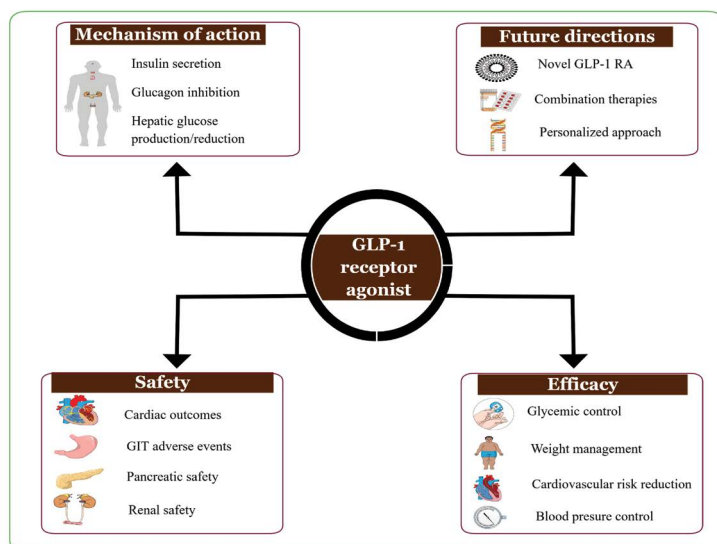 Mechanism of action
Insulin secretion
Glucagon inhibition
Hepatic glucose
production/reduction
Future directions
Novel GLP-1 RA
Combination therapies
Personalized approach
GLP-1
receptor
agonist
Safety
Cardiac outcomes
GIT adverse events
Pancreatic safety
Renal safety
Efficacy
Glycemic control
Weight management
Cardiovascular risk reduction
Blood presure control